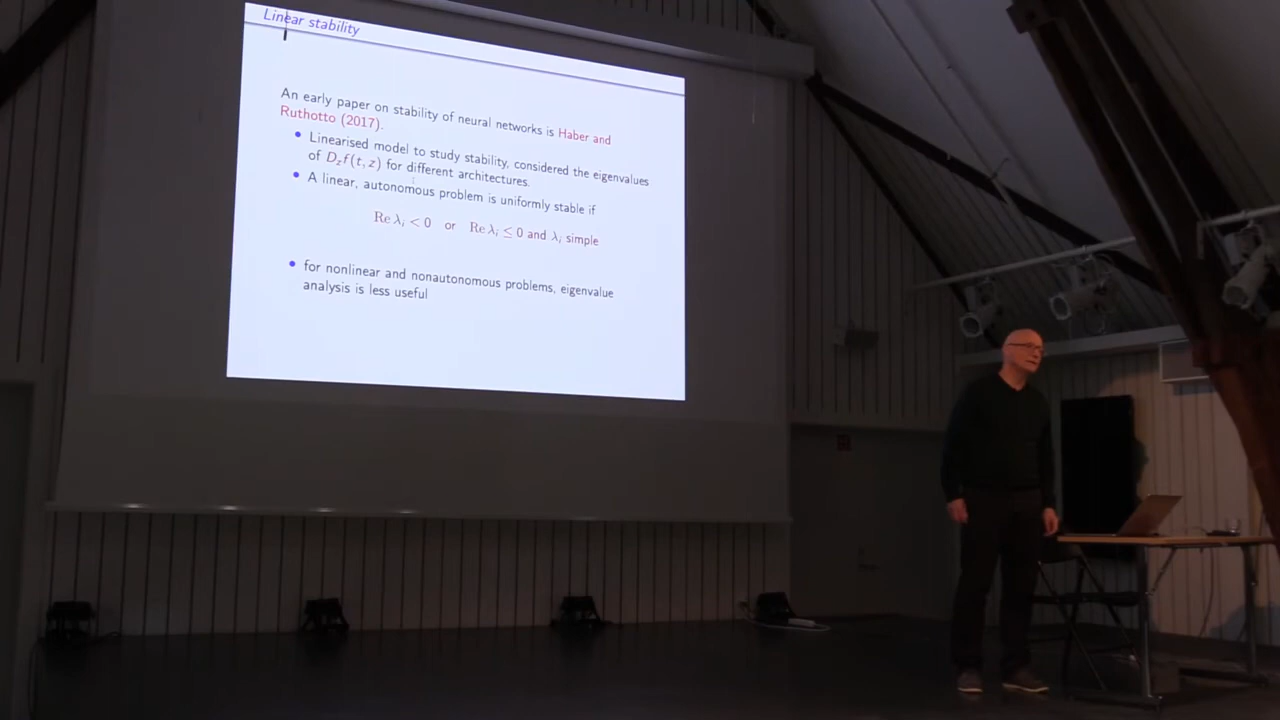 Linear stability
An early paper on stability of neural networks is Haber and
Ruthotto (2017).
• Linearised model to study stability, considered the eigenvalues
of D_z f(t, z) for different architectures.
• A linear, autonomous problem is uniformly stable if
Re λ_i < 0 or Re λ_i ≤ 0 and λ_i simple
• for nonlinear and nonautonomous problems, eigenvalue
analysis is less useful